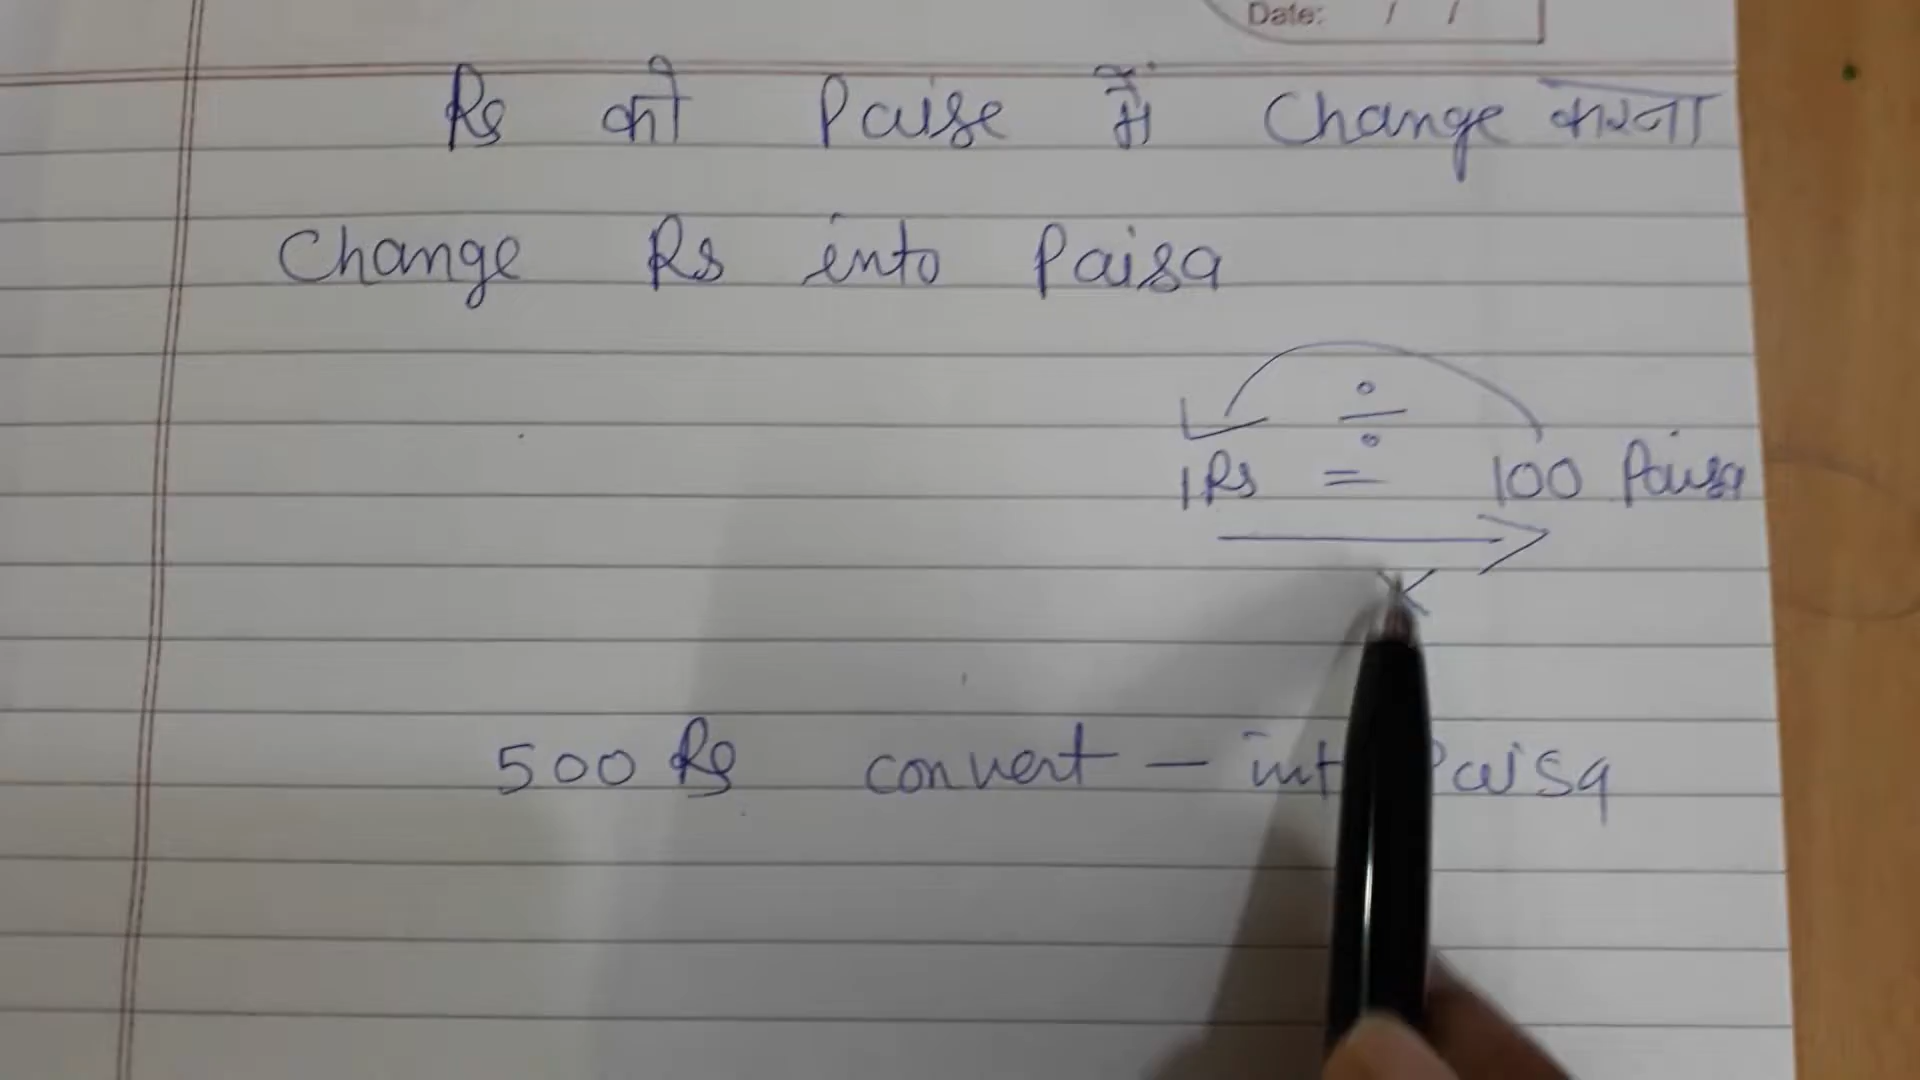 Date: / /
Rs को Paise में Change करना
Change Rs into Paisa
÷
1Rs = 100 Paisa
×
500 Rs convert - int Paisa